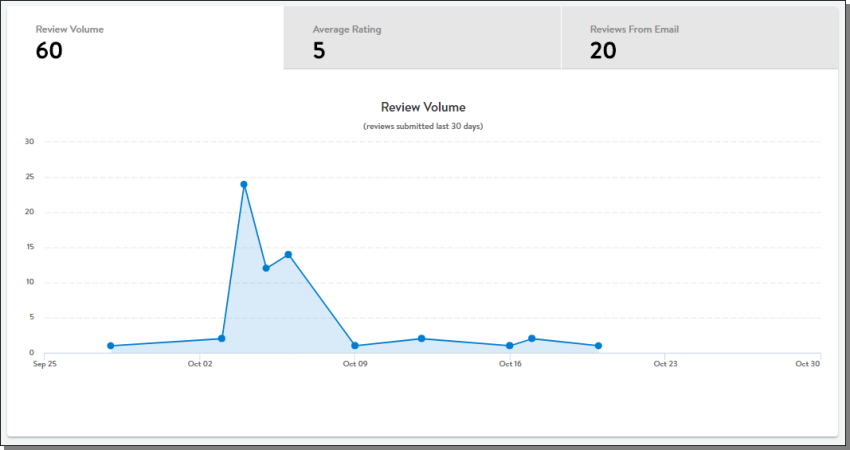 Review Volume
60
Average Rating
5
Reviews From Email
20
Review Volume
(reviews submitted last 30 days)
30
25
20
15
10
5
0
Sep 25
Oct 02
Oct 09
Oct 16
Oct 23
Oct 30